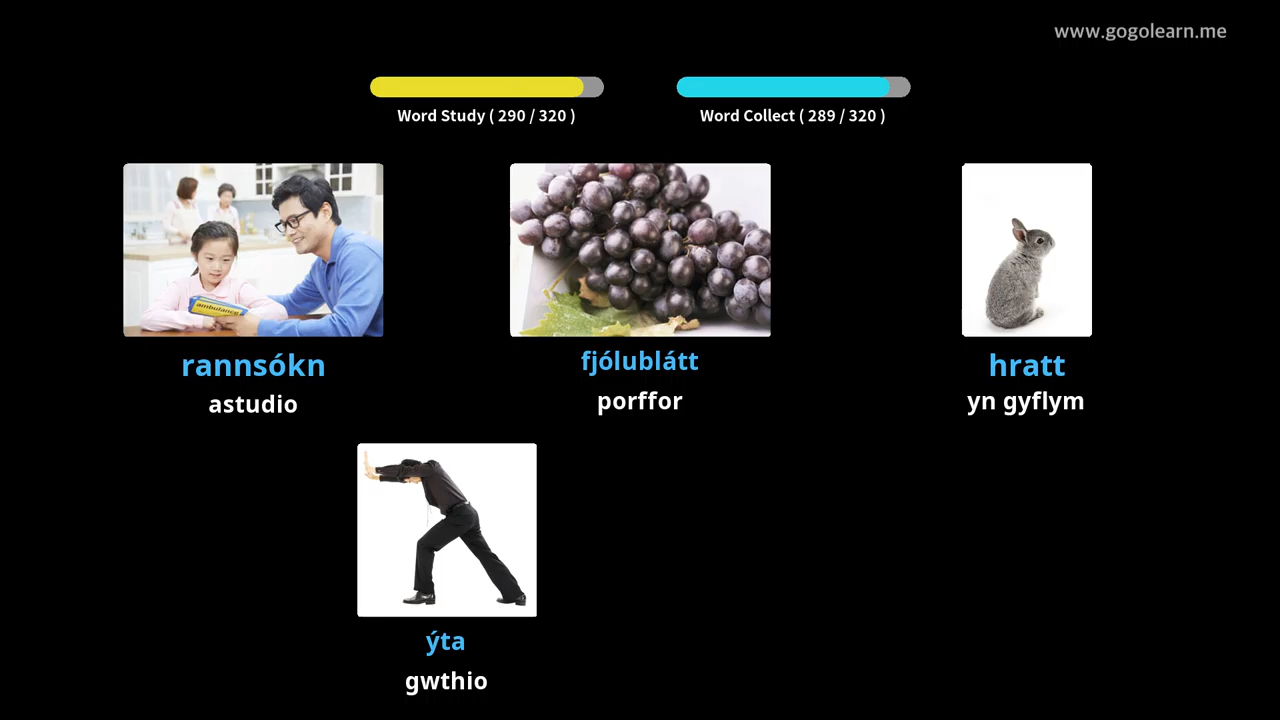 www.gogolearn.me
Word Study ( 290 / 320 )
Word Collect ( 289 / 320 )
ambulance
rannsókn
astudio
fjólublátt
porffor
hratt
yn gyflym
ýta
gwthio